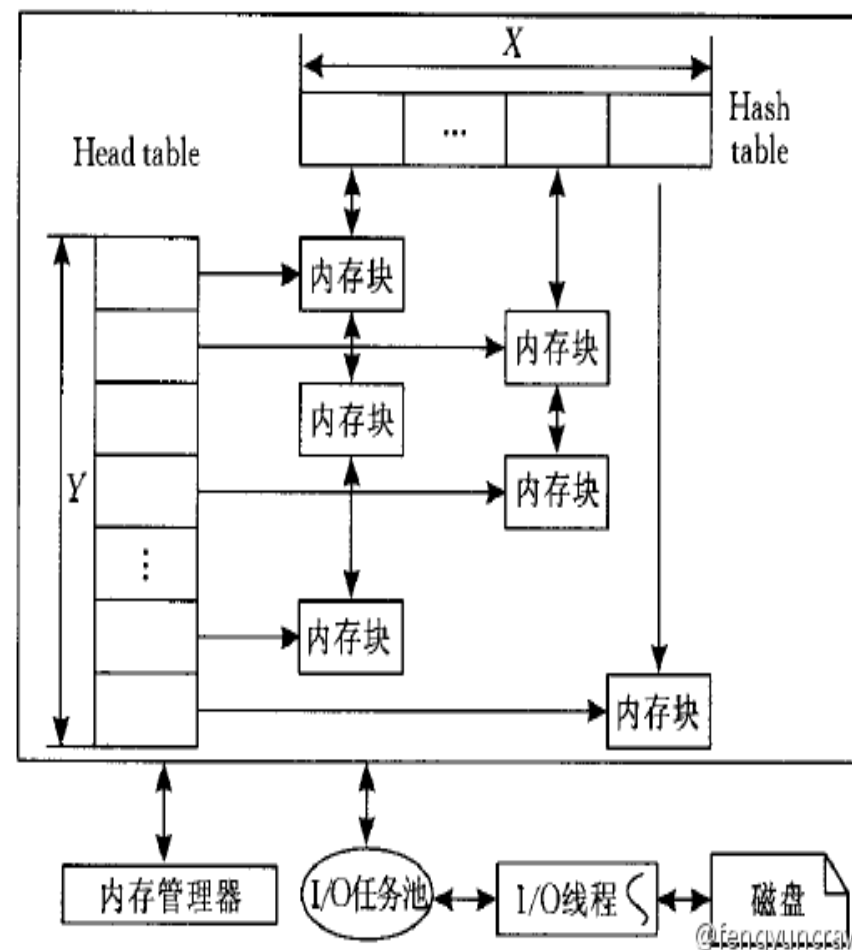 X
Hash
table
...
Head table
内存块
内存块
内存块
Y
内存块
⋮
内存块
内存块
内存管理器
I/O任务池
I/O线程
磁盘
@fengyuncray